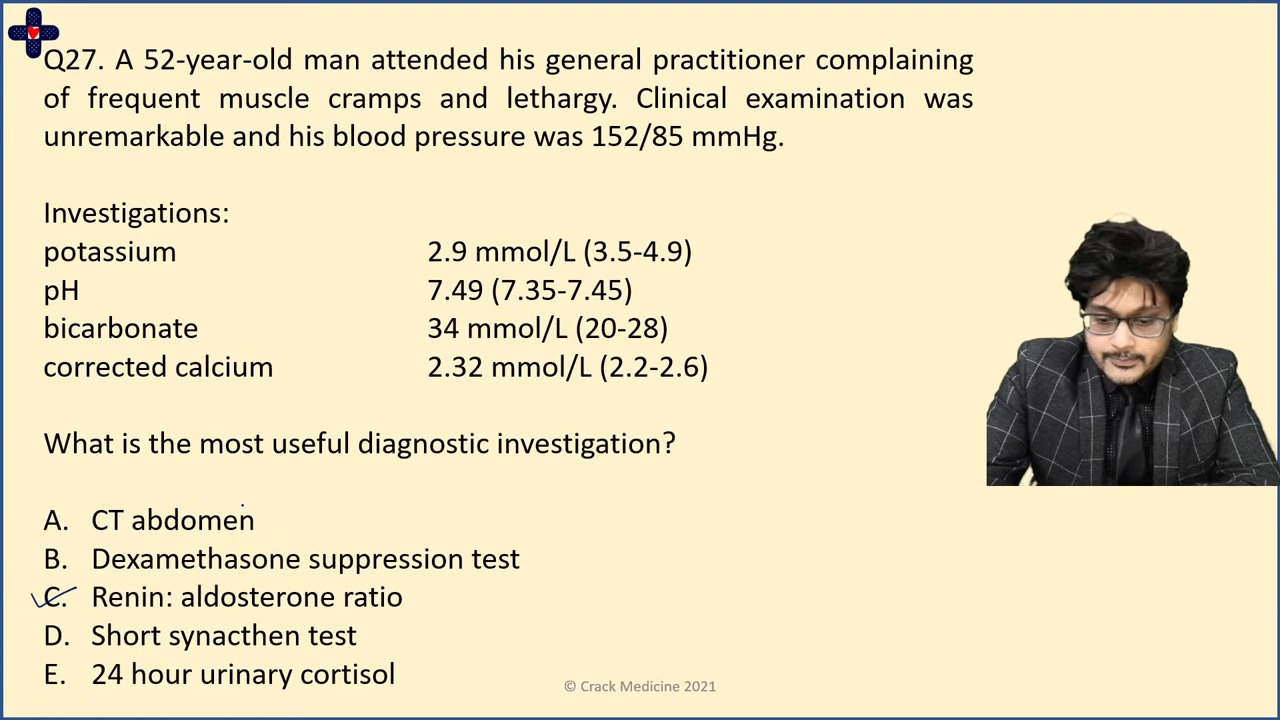 Q27. A 52-year-old man attended his general practitioner complaining
of frequent muscle cramps and lethargy. Clinical examination was
unremarkable and his blood pressure was 152/85 mmHg.
Investigations:
potassium 2.9 mmol/L (3.5-4.9)
pH 7.49 (7.35-7.45)
bicarbonate 34 mmol/L (20-28)
corrected calcium 2.32 mmol/L (2.2-2.6)
What is the most useful diagnostic investigation?
A. CT abdomen
B. Dexamethasone suppression test
C. Renin: aldosterone ratio
D. Short synacthen test
E. 24 hour urinary cortisol
© Crack Medicine 2021